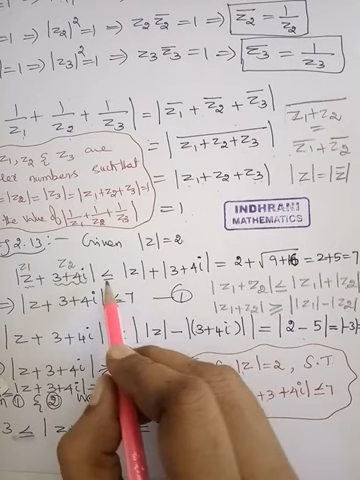 =1 ⇒ |z₂|² = 1 ⇒ z₂ z̄₂ = 1 ⇒ z̄₂ = 1/z₂
=1 ⇒ |z₃|² = 1 ⇒ z₃ z̄₃ = 1 ⇒ z̄₃ = 1/z₃
1/z₁ + 1/z₂ + 1/z₃| = |z̄₁ + z̄₂ + z̄₃|
= |z₁ + z₂ + z₃|
= |z₁ + z₂ + z₃|
= 1
z₁, z₂ & z₃ are
numbers such that
|z₂| = |z₃| = |z₁+z₂+z₃| = 1
the value of |1/z₁ + 1/z₂ + 1/z₃|
z₁+z₂
=
z̄₁ + z̄₂
|z| = |z̄|
INDHIRANI
MATHEMATICS
g 2.13:- Given |z| = 2
z₁ z₂
|z + 3+4i| ≤ |z| + |3+4i| = 2 + √9+16 = 2+5 = 7
⇒ |z + 3+4i| ≤ 7 — ①
|z₁+z₂| ≤ |z₁|+|z₂|
|z₁+z₂| ≥ |z₁|-|z₂|
|z + 3+4i| ||z| - |(3+4i)|| = |2-5| = |-3|
|z| = 2, S.T
3+4i| ≤ 7
① & ②
3 ≤ |z